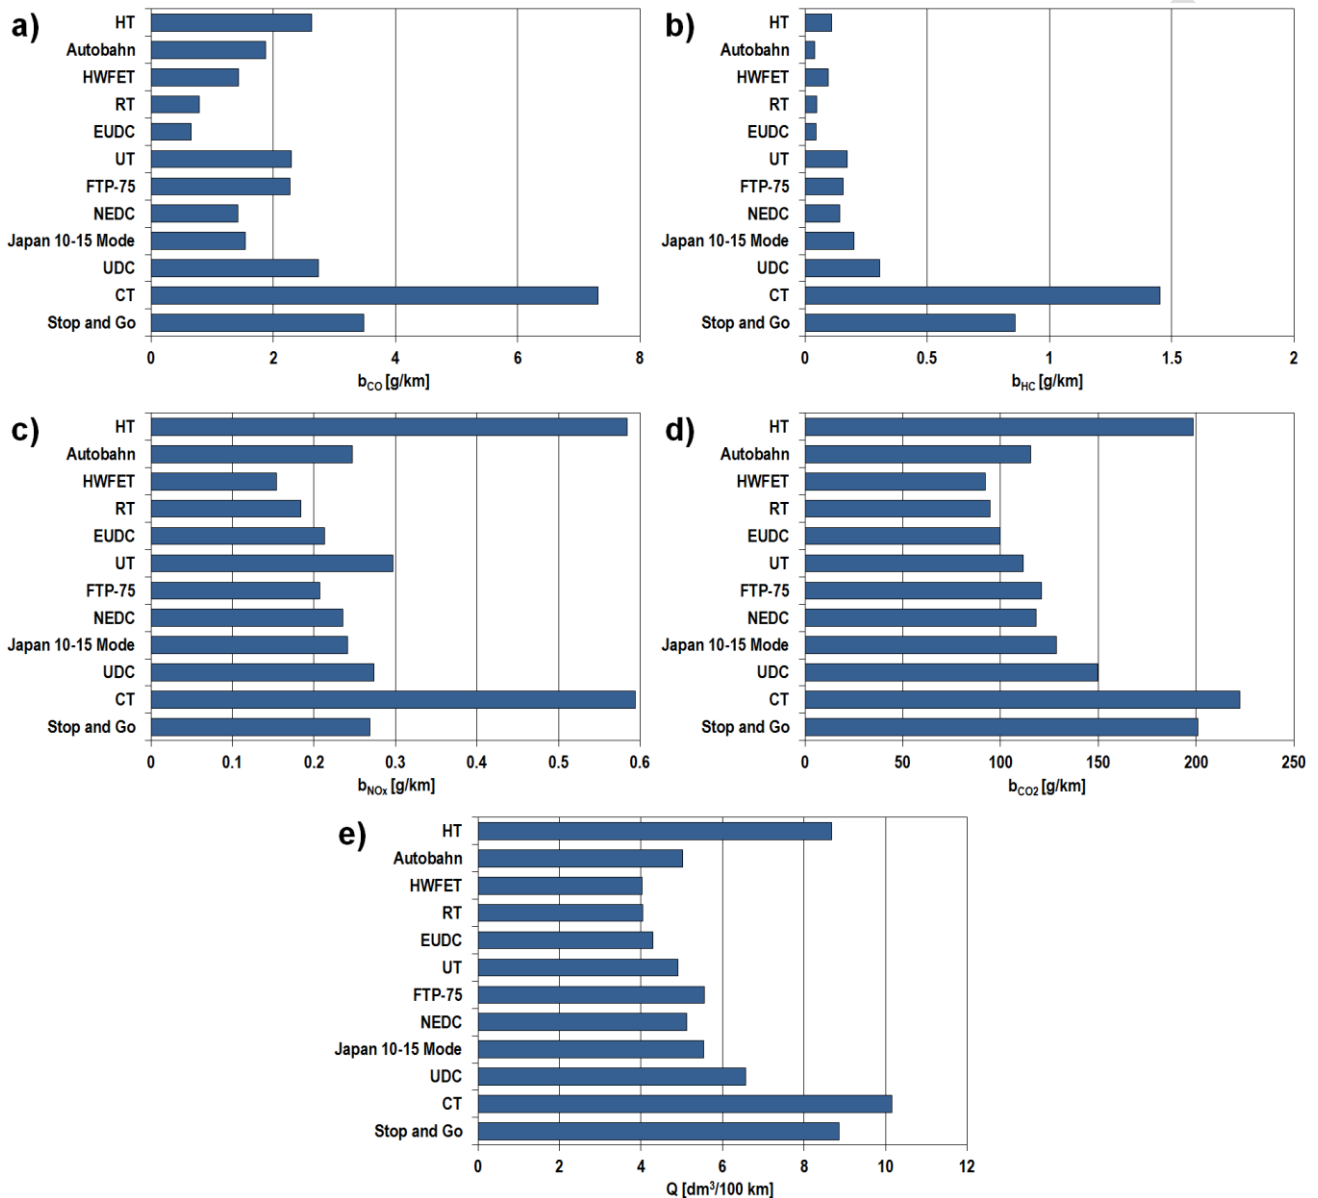 a)
HT
Autobahn
HWFET
RT
EUDC
UT
FTP-75
NEDC
Japan 10-15 Mode
UDC
CT
Stop and Go
0 2 4 6 8
bCO [g/km]
b)
HT
Autobahn
HWFET
RT
EUDC
UT
FTP-75
NEDC
Japan 10-15 Mode
UDC
CT
Stop and Go
0 0.5 1 1.5 2
bHC [g/km]
c)
HT
Autobahn
HWFET
RT
EUDC
UT
FTP-75
NEDC
Japan 10-15 Mode
UDC
CT
Stop and Go
0 0.1 0.2 0.3 0.4 0.5 0.6
bNOx [g/km]
d)
HT
Autobahn
HWFET
RT
EUDC
UT
FTP-75
NEDC
Japan 10-15 Mode
UDC
CT
Stop and Go
0 50 100 150 200 250
bCO2 [g/km]
e)
HT
Autobahn
HWFET
RT
EUDC
UT
FTP-75
NEDC
Japan 10-15 Mode
UDC
CT
Stop and Go
0 2 4 6 8 10 12
Q [dm³/100 km]